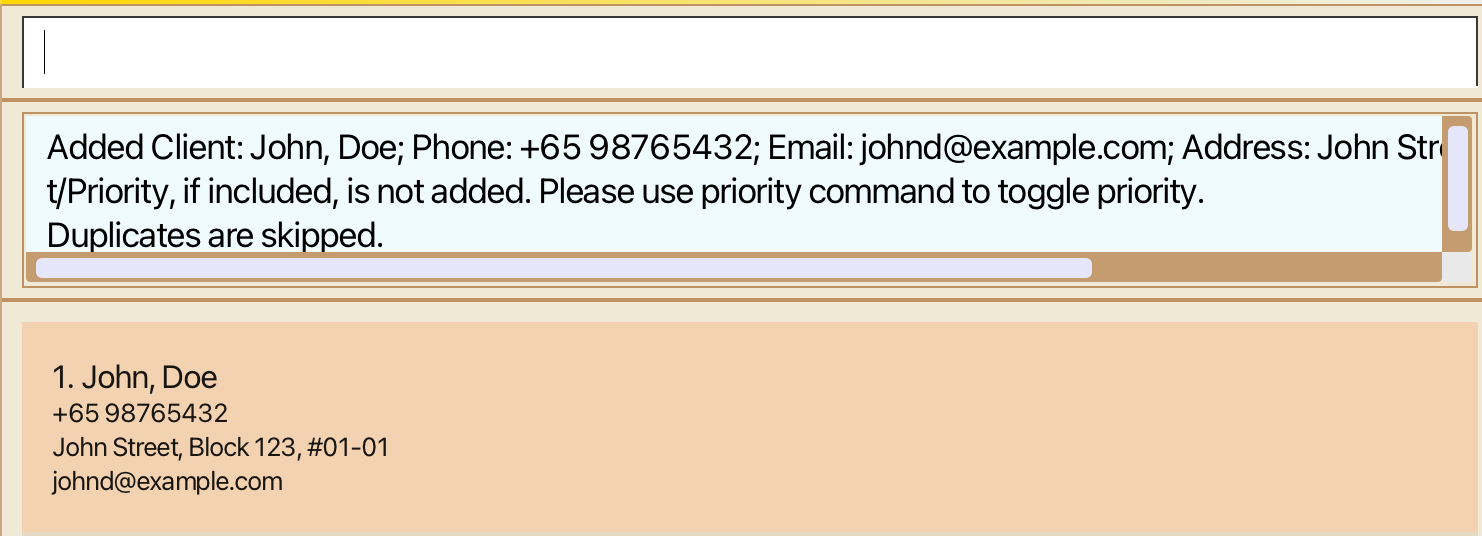 Added Client: John, Doe; Phone: +65 98765432; Email: johnd@example.com; Address: John
t/Priority, if included, is not added. Please use priority command to toggle priority.
Duplicates are skipped.
1. John, Doe
+65 98765432
John Street, Block 123, #01-01
johnd@example.com